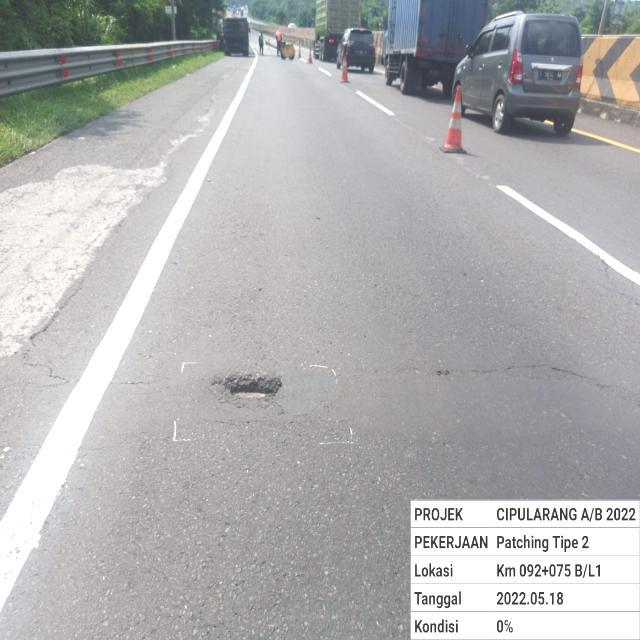 PROJEK CIPULARANG A/B 2022
PEKERJAAN Patching Tipe 2
Lokasi Km 092+075 B/L1
Tanggal 2022.05.18
Kondisi 0%